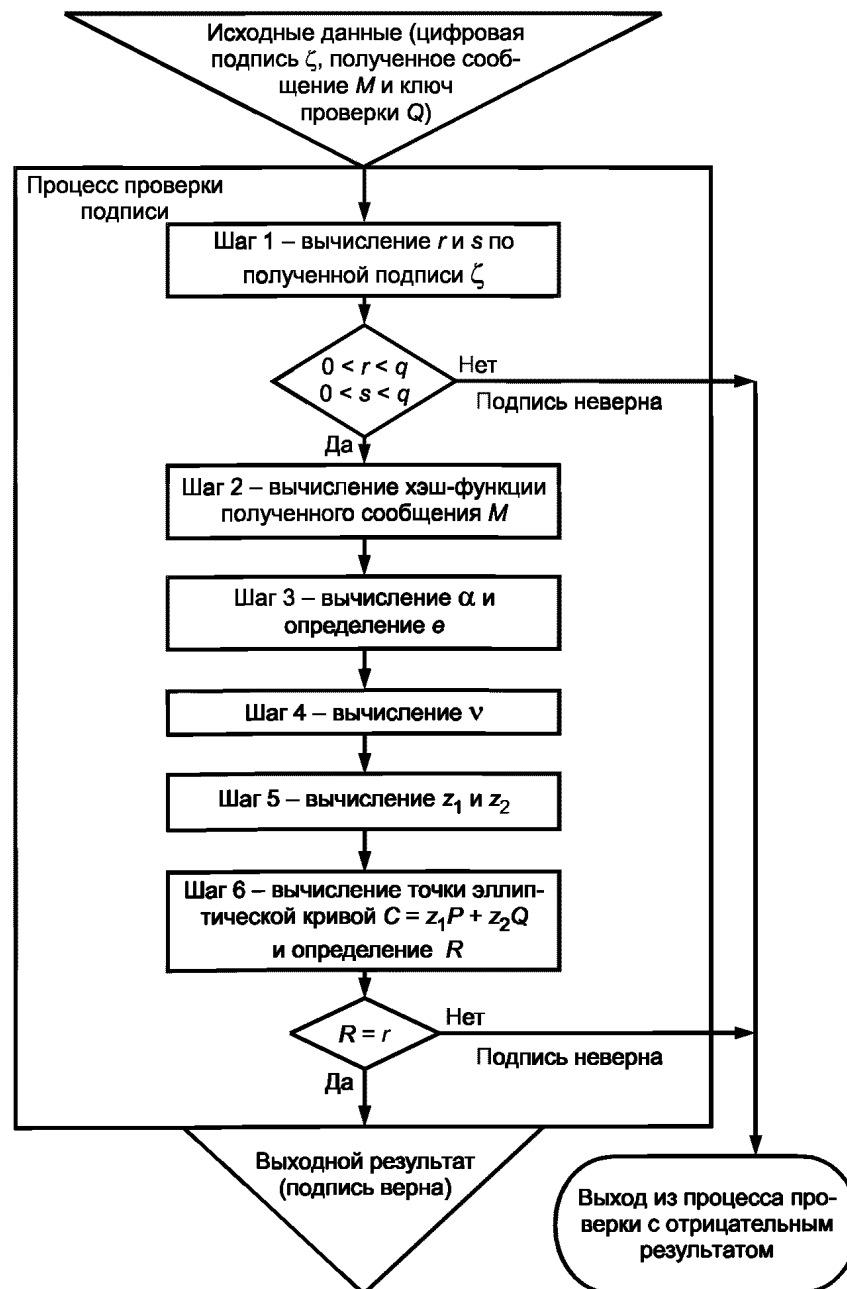 Исходные данные (цифровая
подпись ζ, полученное сооб-
щение M и ключ
проверки Q)
Процесс проверки
подписи
Шаг 1 – вычисление r и s по
полученной подписи ζ
0 < r < q
0 < s < q
Нет
Подпись неверна
Да
Шаг 2 – вычисление хэш-функции
полученного сообщения M
Шаг 3 – вычисление α и
определение e
Шаг 4 – вычисление ν
Шаг 5 – вычисление z₁ и z₂
Шаг 6 – вычисление точки эллип-
тической кривой C = z₁P + z₂Q
и определение R
R = r
Нет
Подпись неверна
Да
Выходной результат
(подпись верна)
Выход из процесса про-
верки с отрицательным
результатом